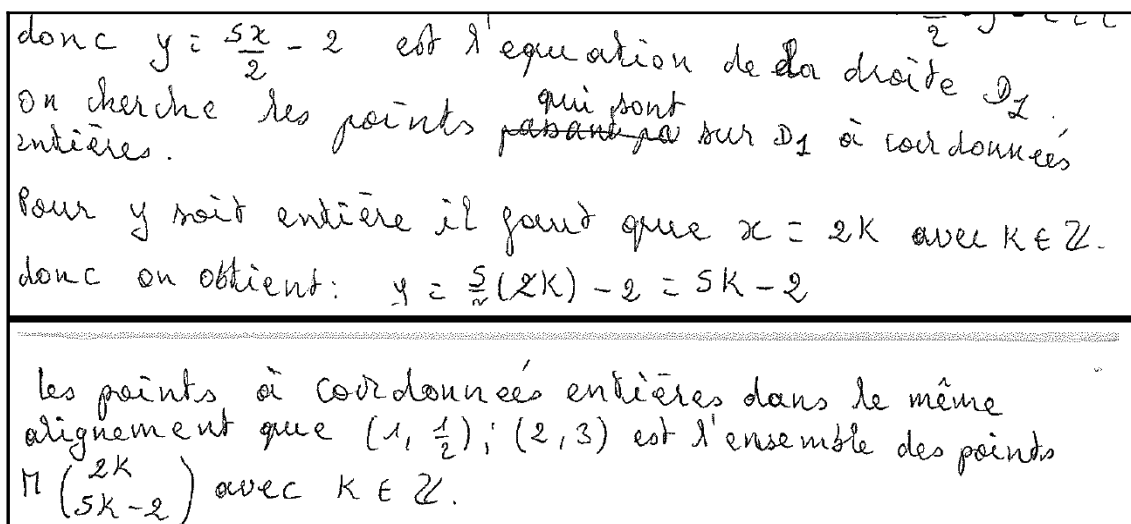 donc y = 5x/2 - 2 est l'equation de la droite D1.
on cherche les points qui sont sur D1 à coordonnées
entières.
Pour y soit entière il faut que x = 2K avec K ∈ ℤ.
donc on obtient: y = 5/2(2K) - 2 = 5K - 2
les points à coordonneés entières dans le même
alignement que (1, 1/2); (2, 3) est l'ensemble des points
M (2K
5K-2) avec K ∈ ℤ.